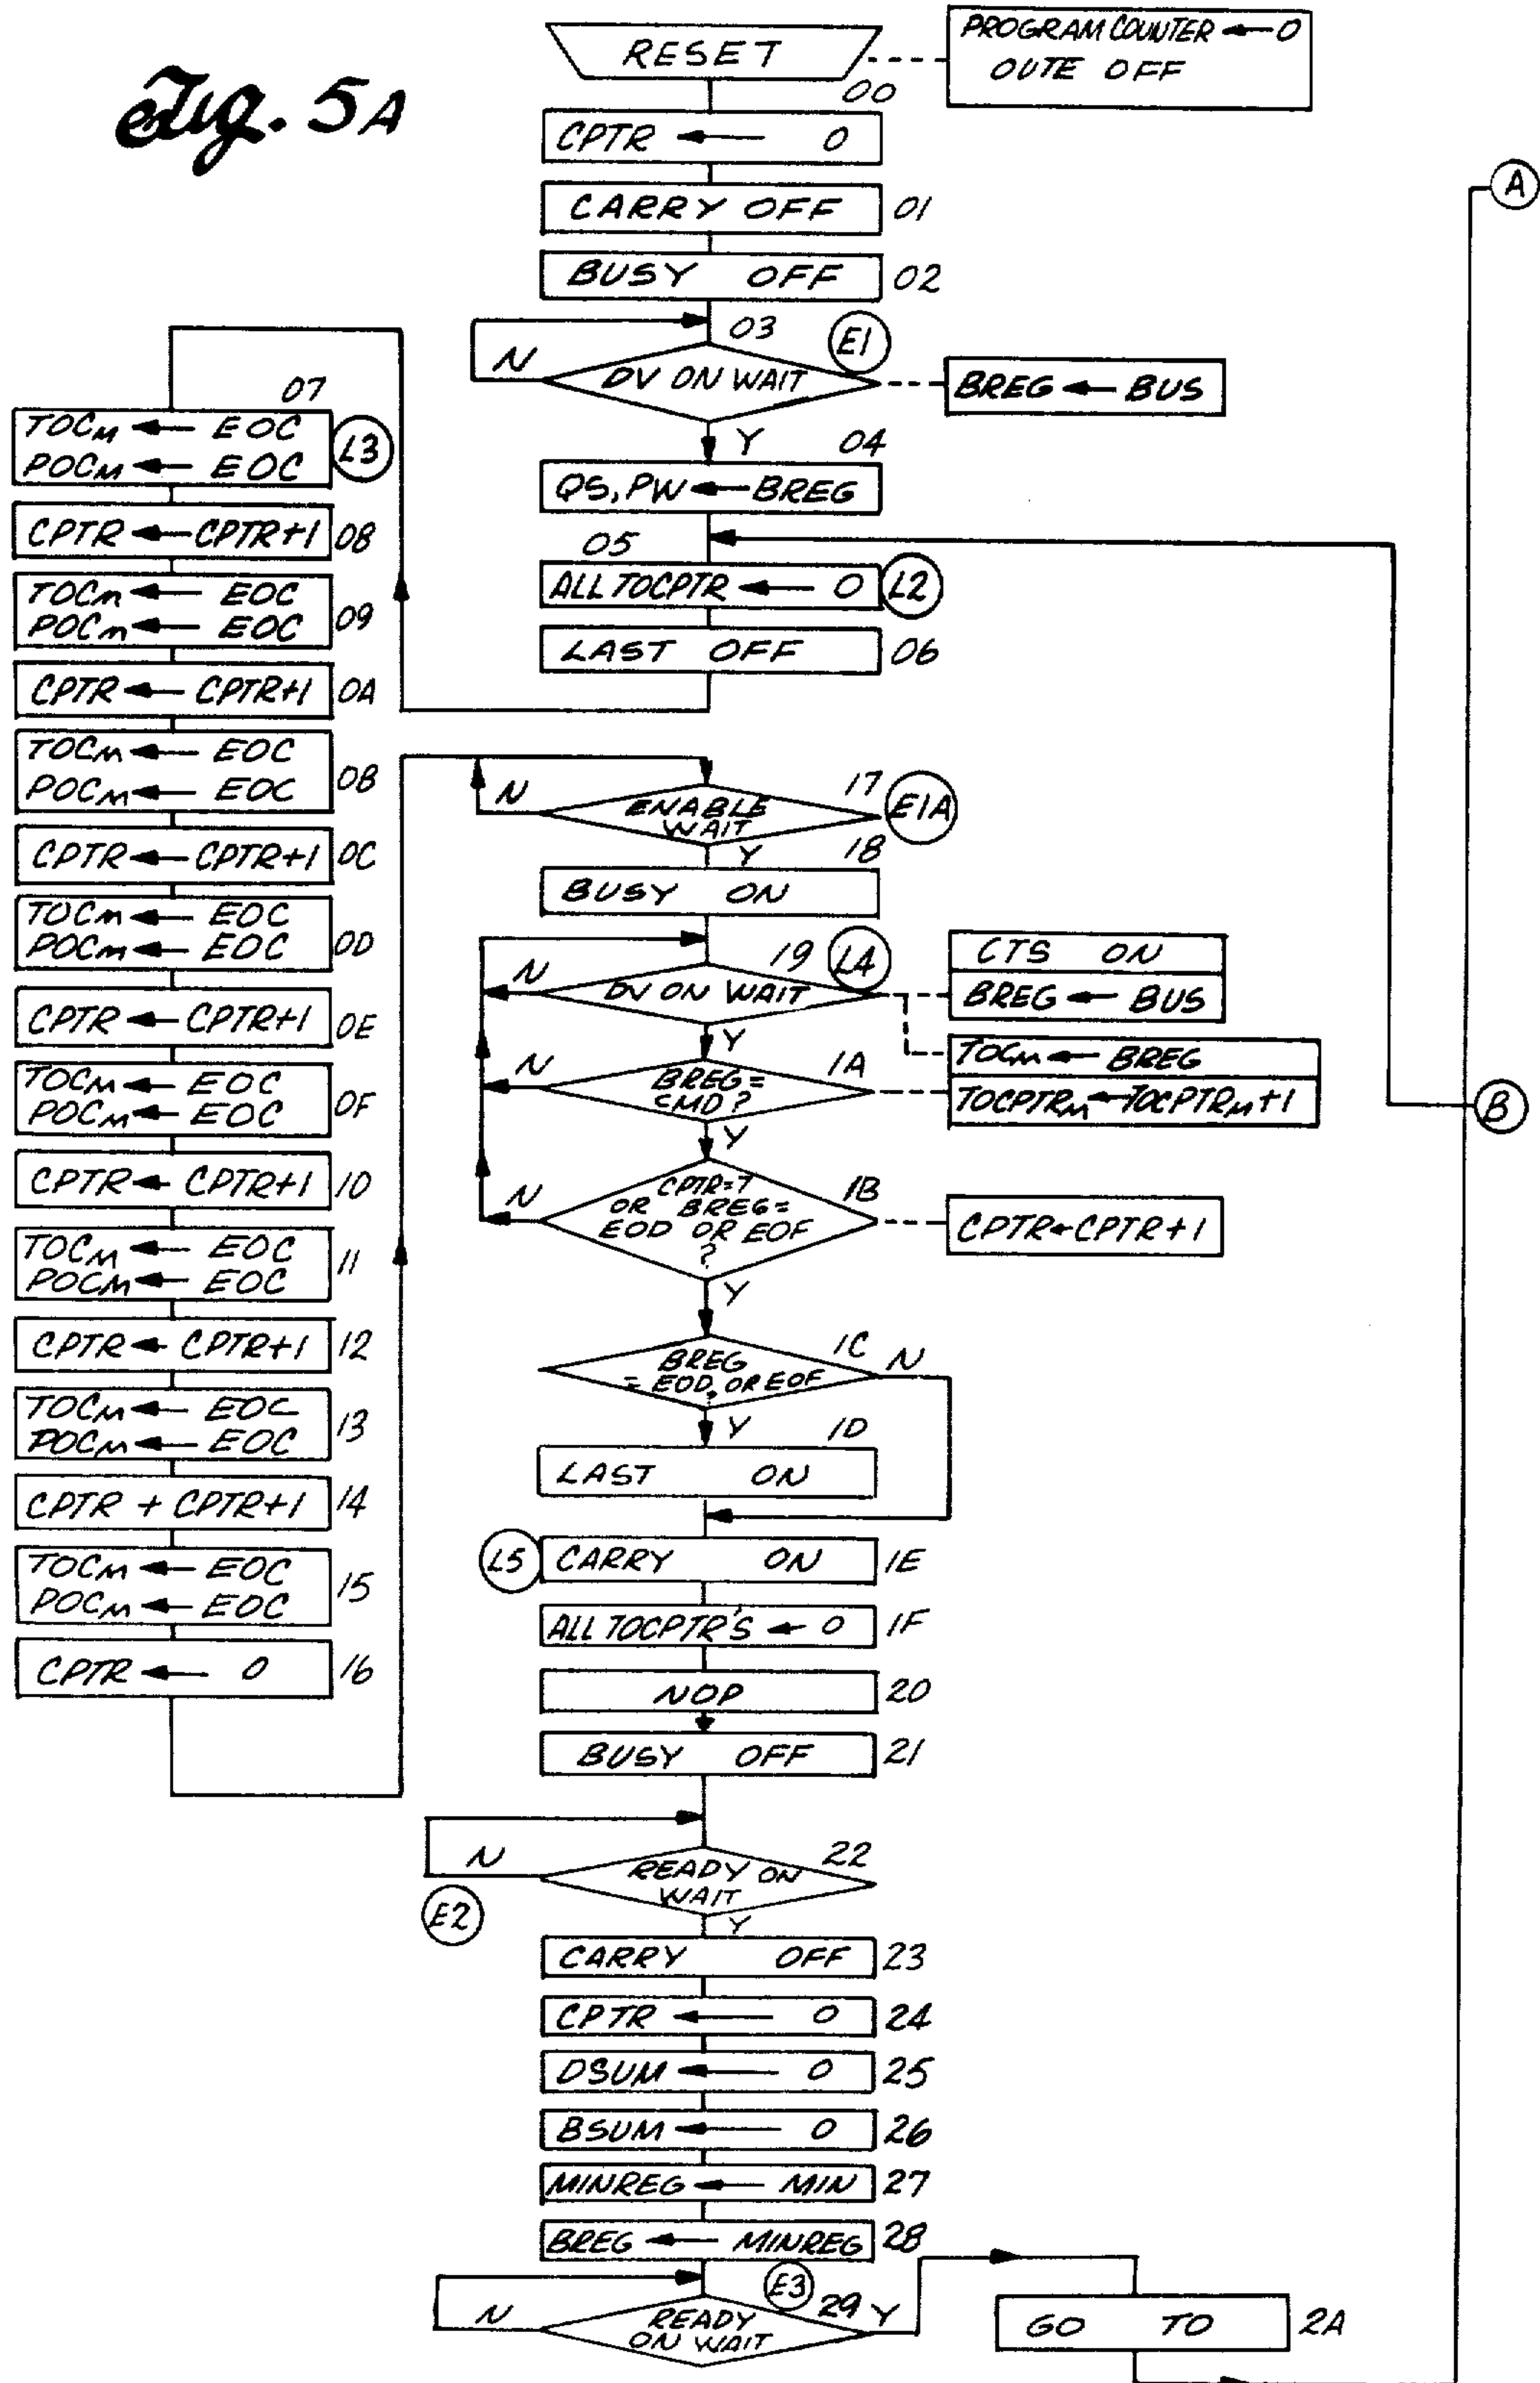 Fig. 5A
RESET
00
PROGRAM COUNTER ← 0
OUTE OFF
CPTR ← 0
CARRY OFF 01
BUSY OFF 02
03
E1
N
DV ON WAIT
BREG ← BUS
Y
04
QS, PW ← BREG
05
ALL TOCPTR ← 0
L2
LAST OFF 06
A
B
07
TOCM ← EOC
POCM ← EOC
L3
CPTR ← CPTR+1 08
TOCM ← EOC
POCM ← EOC
09
CPTR ← CPTR+1 0A
TOCM ← EOC
POCM ← EOC
0B
CPTR ← CPTR+1 0C
TOCM ← EOC
POCM ← EOC
0D
CPTR ← CPTR+1 0E
TOCM ← EOC
POCM ← EOC
0F
CPTR ← CPTR+1 10
TOCM ← EOC
POCM ← EOC
11
CPTR ← CPTR+1 12
TOCM ← EOC
POCM ← EOC
13
CPTR + CPTR+1 14
TOCM ← EOC
POCM ← EOC
15
CPTR ← 0 16
17
E1A
N
ENABLE
WAIT
Y
18
BUSY ON
19
L4
N
DV ON WAIT
CTS ON
BREG ← BUS
Y
TOCM ← BREG
TOCPTRM ← TOCPTRM+1
1A
N
BREG =
CMD?
Y
1B
N
CPTR=7
OR BREG=
EOD OR EOF
?
CPTR ← CPTR+1
Y
1C
N
BREG
= EOD OR EOF
?
Y
1D
LAST ON
L5
CARRY ON 1E
ALL TOCPTR'S ← 0 1F
NOP 20
BUSY OFF 21
22
N
READY ON
WAIT
E2
Y
CARRY OFF 23
CPTR ← 0 24
DSUM ← 0 25
BSUM ← 0 26
MINREG ← MIN 27
BREG ← MINREG 28
E3
29
N
READY
ON WAIT
Y
GO TO 2A